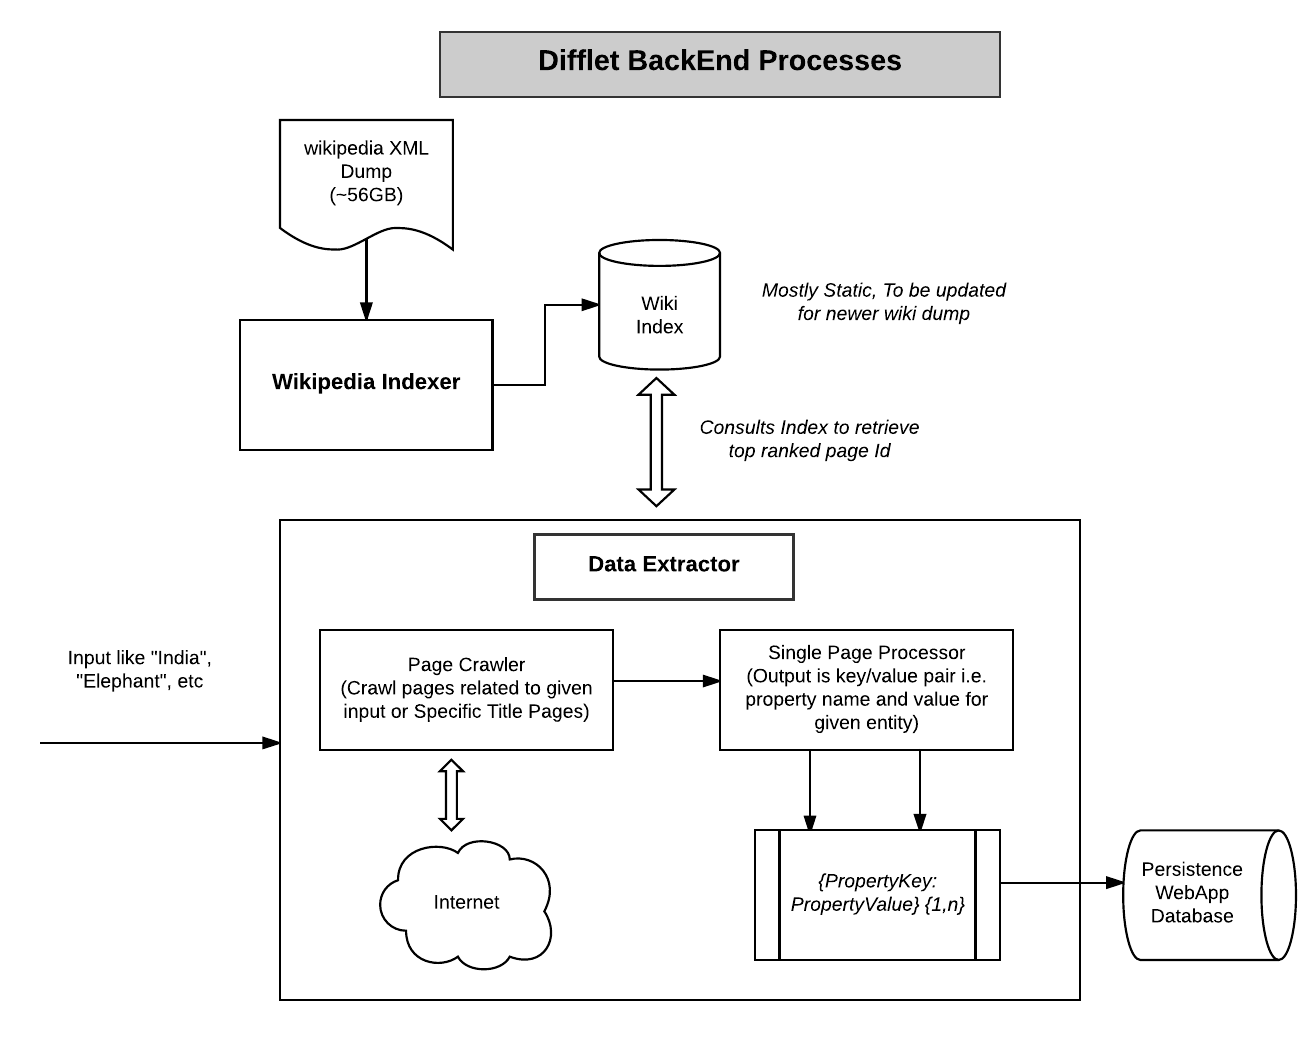 Difflet BackEnd Processes
wikipedia XML
Dump
(~56GB)
Wiki
Index
Mostly Static, To be updated
for newer wiki dump
Wikipedia Indexer
Consults Index to retrieve
top ranked page Id
Data Extractor
Input like "India",
"Elephant", etc
Page Crawler
(Crawl pages related to given
input or Specific Title Pages)
Single Page Processor
(Output is key/value pair i.e.
property name and value for
given entity)
Internet
{PropertyKey:
PropertyValue} {1,n}
Persistence
WebApp
Database